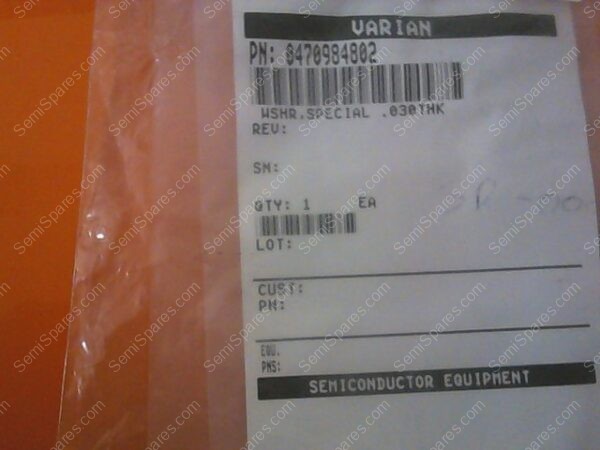 VARIAN
PN: 8470984802
WSHR.SPECIAL .030THK
REV:
SN:
QTY: 1 EA
LOT:
CUST:
PM:
EQU.
PNS:
SEMICONDUCTOR EQUIPMENT
SemiSpares.com